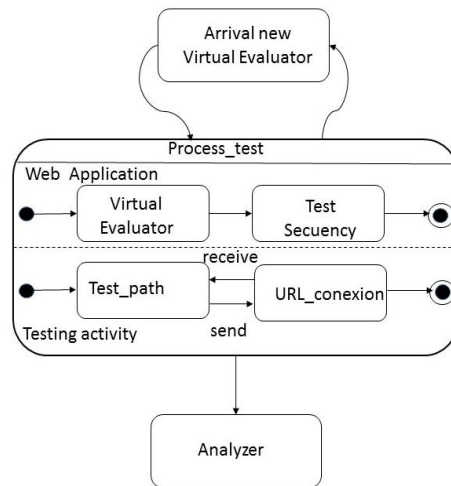 Arrival new
Virtual Evaluator
Process_test
Web Application
Virtual
Evaluator
Test
Secuency
receive
Test_path
URL_conexion
Testing activity
send
Analyzer